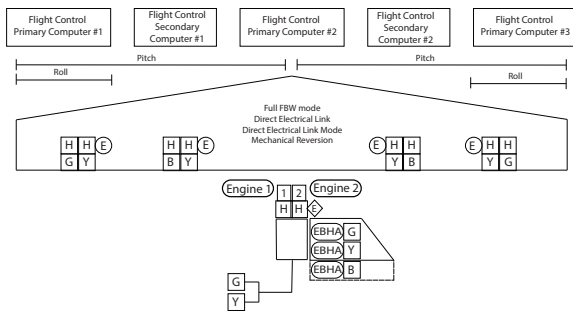 Flight Control
Primary Computer #1
Flight Control
Secondary
Computer #1
Flight Control
Primary Computer #2
Flight Control
Secondary
Computer #2
Flight Control
Primary Computer #3
Pitch
Pitch
Roll
Roll
Full FBW mode
Direct Electrical Link
Direct Electrical Link Mode
Mechanical Reversion
H H E
G Y
H H E
B Y
E H H
Y B
E H H
Y G
Engine 1
1 2
Engine 2
H H E
EBHA G
EBHA Y
EBHA B
G
Y